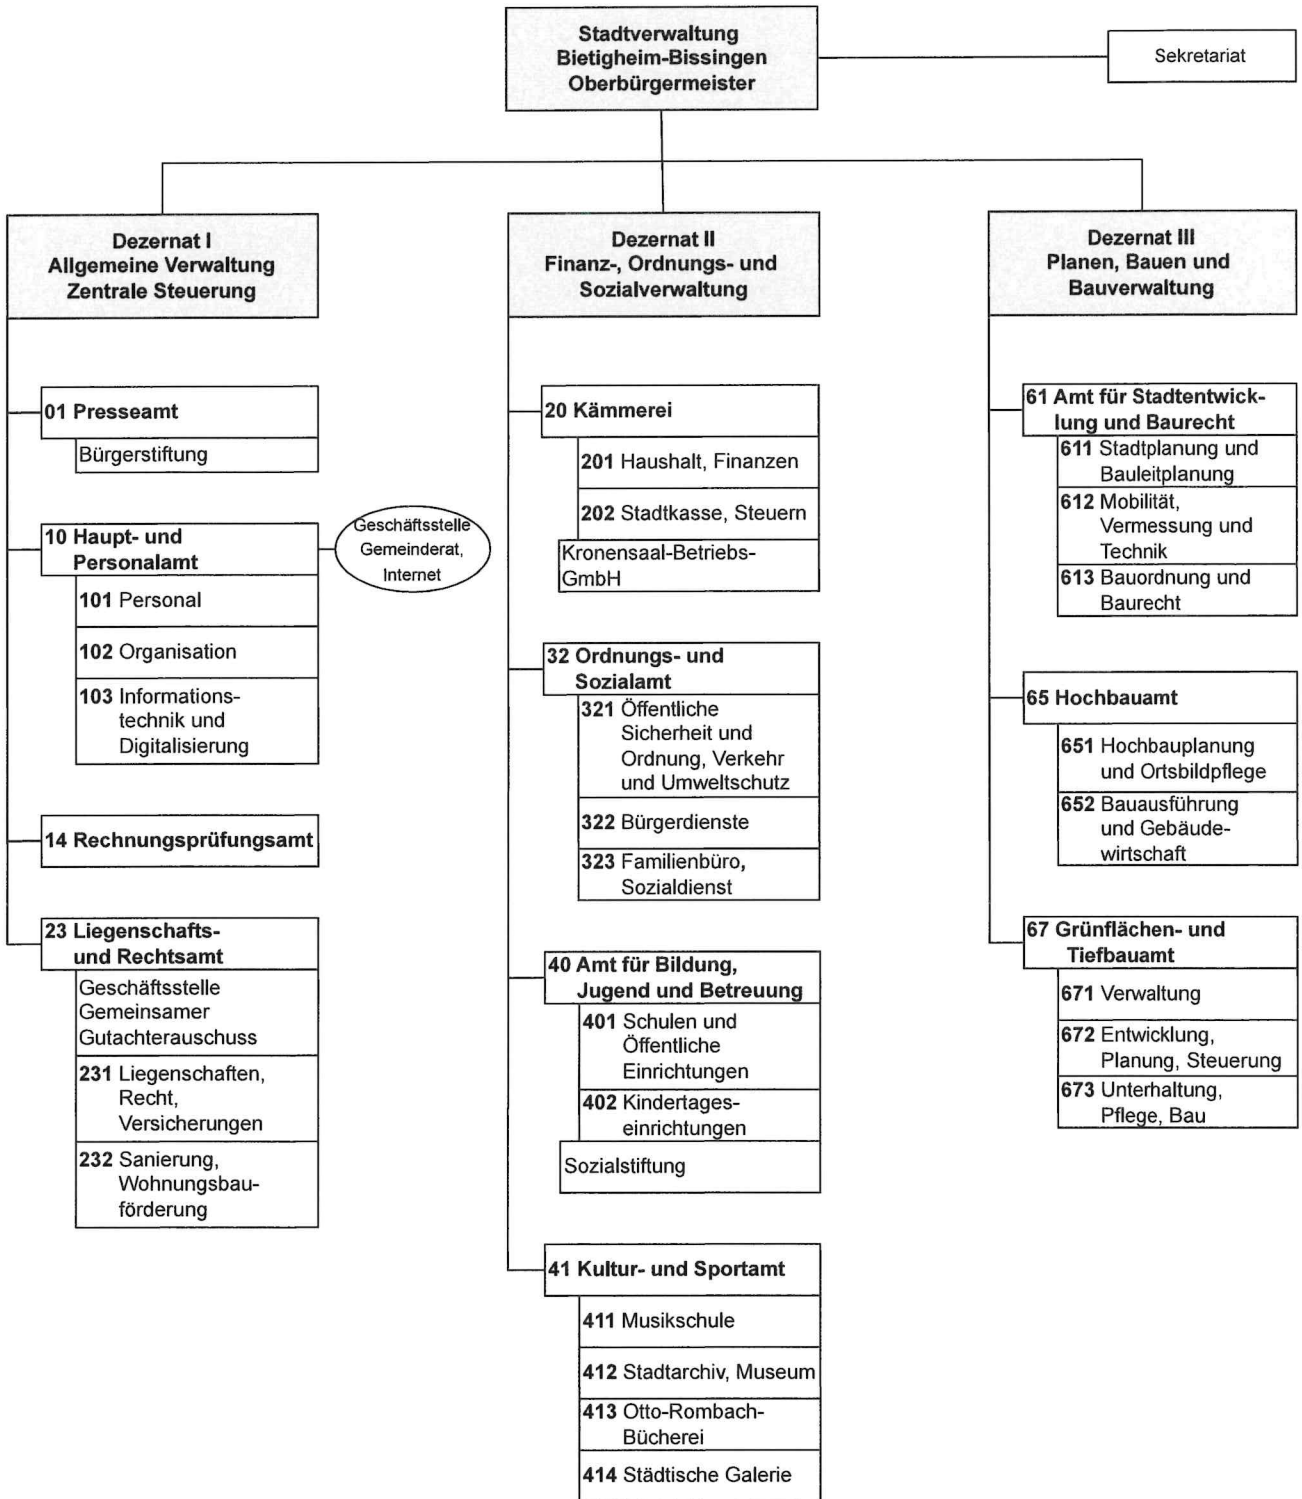 Stadtverwaltung
Bietigheim-Bissingen
Oberbürgermeister
Sekretariat
Dezernat I
Allgemeine Verwaltung
Zentrale Steuerung
01 Presseamt
Bürgerstiftung
10 Haupt- und
Personalamt
Geschäftsstelle
Gemeinderat,
Internet
101 Personal
102 Organisation
103 Informations-
technik und
Digitalisierung
14 Rechnungsprüfungsamt
23 Liegenschafts-
und Rechtsamt
Geschäftsstelle
Gemeinsamer
Gutachterauschuss
231 Liegenschaften,
Recht,
Versicherungen
232 Sanierung,
Wohnungsbau-
förderung
Dezernat II
Finanz-, Ordnungs- und
Sozialverwaltung
20 Kämmerei
201 Haushalt, Finanzen
202 Stadtkasse, Steuern
Kronensaal-Betriebs-
GmbH
32 Ordnungs- und
Sozialamt
321 Öffentliche
Sicherheit und
Ordnung, Verkehr
und Umweltschutz
322 Bürgerdienste
323 Familienbüro,
Sozialdienst
40 Amt für Bildung,
Jugend und Betreuung
401 Schulen und
Öffentliche
Einrichtungen
402 Kindertages-
einrichtungen
Sozialstiftung
41 Kultur- und Sportamt
411 Musikschule
412 Stadtarchiv, Museum
413 Otto-Rombach-
Bücherei
414 Städtische Galerie
Dezernat III
Planen, Bauen und
Bauverwaltung
61 Amt für Stadtentwick-
lung und Baurecht
611 Stadtplanung und
Bauleitplanung
612 Mobilität,
Vermessung und
Technik
613 Bauordnung und
Baurecht
65 Hochbauamt
651 Hochbauplanung
und Ortsbildpflege
652 Bauausführung
und Gebäude-
wirtschaft
67 Grünflächen- und
Tiefbauamt
671 Verwaltung
672 Entwicklung,
Planung, Steuerung
673 Unterhaltung,
Pflege, Bau